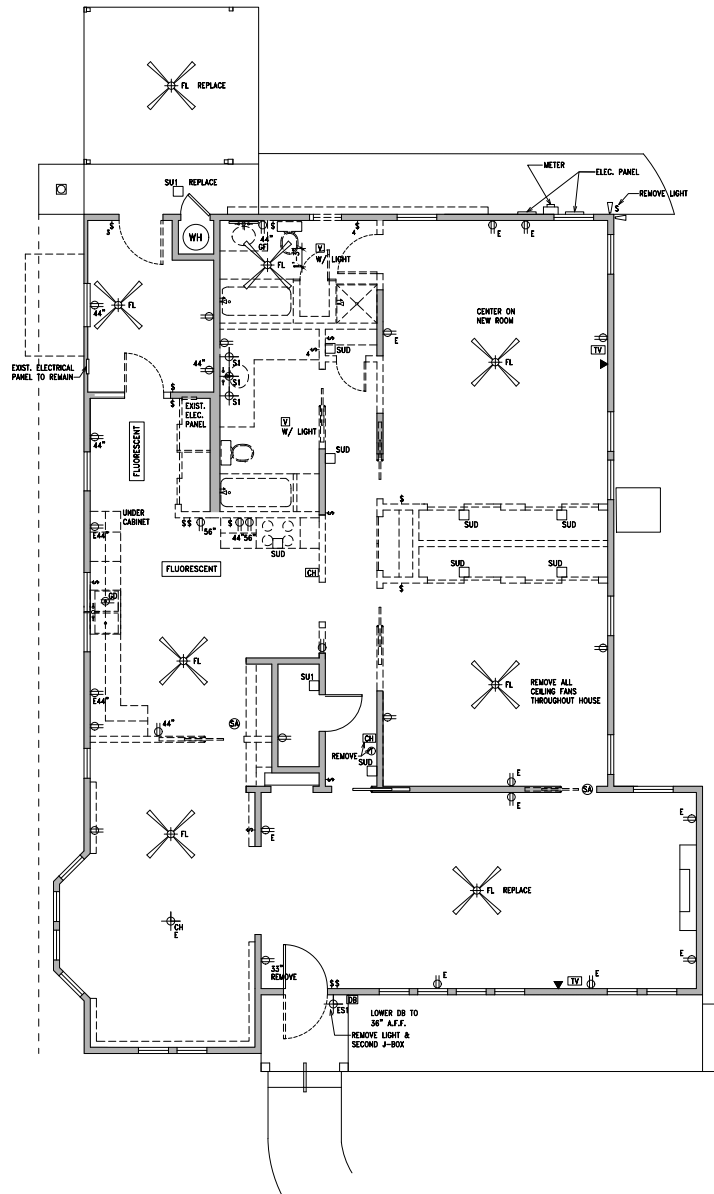 FL REPLACE
METER
ELEC. PANEL
SU1 REPLACE
REMOVE LIGHT
S
$
$
$
44"
GF
4$
E
E
WH
V
W/ LIGHT
FL
$
FL
44"
CENTER ON
NEW ROOM
E
E
EXIST. ELECTRICAL
PANEL TO REMAIN
44"
4$
SUD
TV
S1
S1
S1
FL
$
$
EXIST.
ELEC.
PANEL
V
W/ LIGHT
44"
FLUORESCENT
SUD
$
UNDER
CABINET
$$
56"
$
44"
56"
SUD
SUD
E44"
SUD
SUD
SUD
FLUORESCENT
CH
$
GD
FL
SU1
FL
REMOVE ALL
CEILING FANS
THROUGHOUT HOUSE
E44"
44"
SA
CH
REMOVE
SUD
E
E
SA
FL
E
E
FL REPLACE
CH
E
33"
REMOVE
$$
E
E
TV
E
DB
ES1
LOWER DB TO
36" A.F.F.
REMOVE LIGHT &
SECOND J-BOX